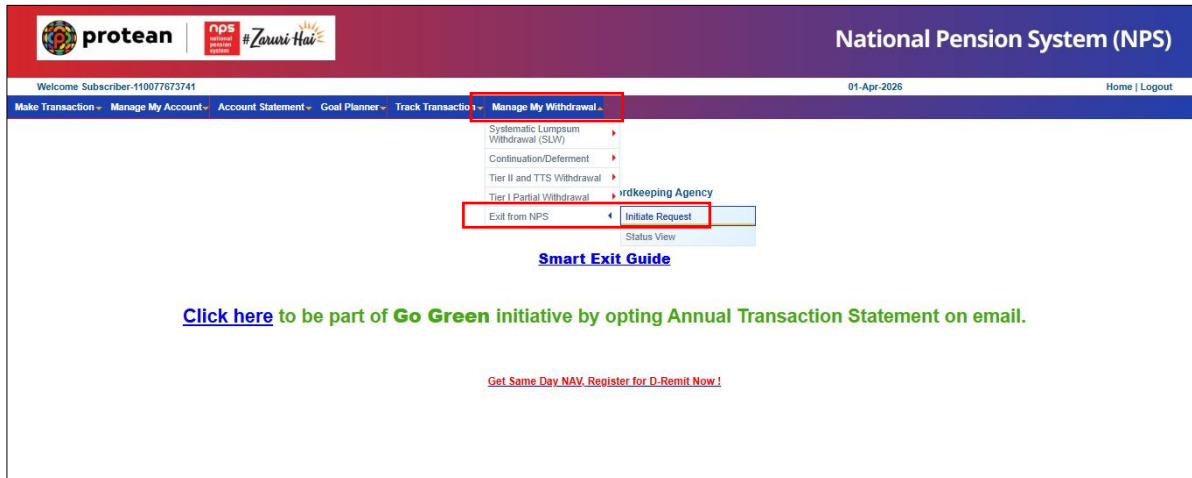 protean
nps
national
pension
system
#Zaruri Hai
National Pension System (NPS)
Welcome Subscriber-110077673741
01-Apr-2026
Home | Logout
Make Transaction Manage My Account Account Statement Goal Planner Track Transaction Manage My Withdrawal
Systematic Lumpsum
Withdrawal (SLW)
Continuation/Deferment
Tier II and TTS Withdrawal
Tier I Partial Withdrawal
rdkeeping Agency
Exit from NPS
Initiate Request
Status View
Smart Exit Guide
Click here to be part of Go Green initiative by opting Annual Transaction Statement on email.
Get Same Day NAV, Register for D-Remit Now !